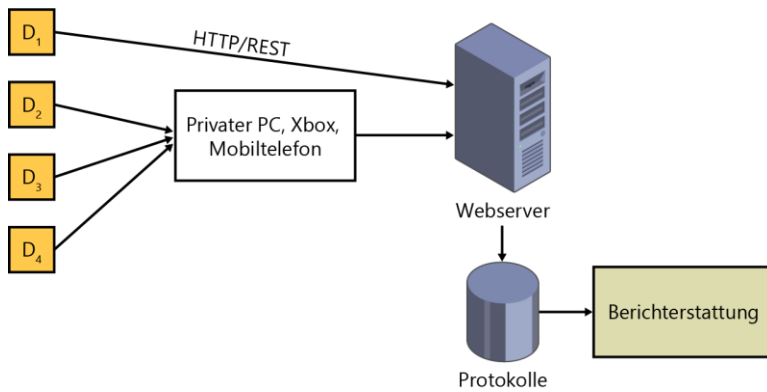 D₁
HTTP/REST
D₂
Privater PC, Xbox,
Mobiltelefon
D₃
D₄
Webserver
Berichterstattung
Protokolle